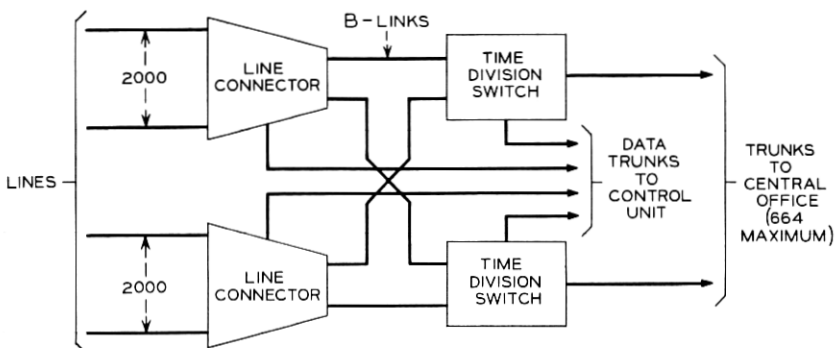 LINES
2000
2000
LINE
CONNECTOR
LINE
CONNECTOR
B-LINKS
TIME
DIVISION
SWITCH
TIME
DIVISION
SWITCH
DATA
TRUNKS
TO
CONTROL
UNIT
TRUNKS
TO
CENTRAL
OFFICE
(664
MAXIMUM)